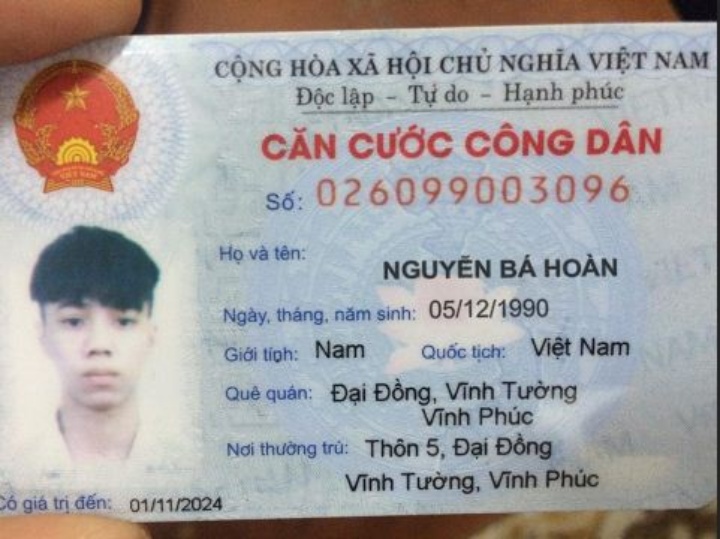 CỘNG HÒA XÃ HỘI CHỦ NGHĨA VIỆT NAM
Độc lập - Tự do - Hạnh phúc
CĂN CƯỚC CÔNG DÂN
Số: 026099003096
Họ và tên:
NGUYỄN BÁ HOÀN
Ngày, tháng, năm sinh: 05/12/1990
Giới tính: Nam Quốc tịch: Việt Nam
Quê quán: Đại Đồng, Vĩnh Tường
Vĩnh Phúc
Nơi thường trú: Thôn 5, Đại Đồng
Vĩnh Tường, Vĩnh Phúc
Có giá trị đến: 01/11/2024